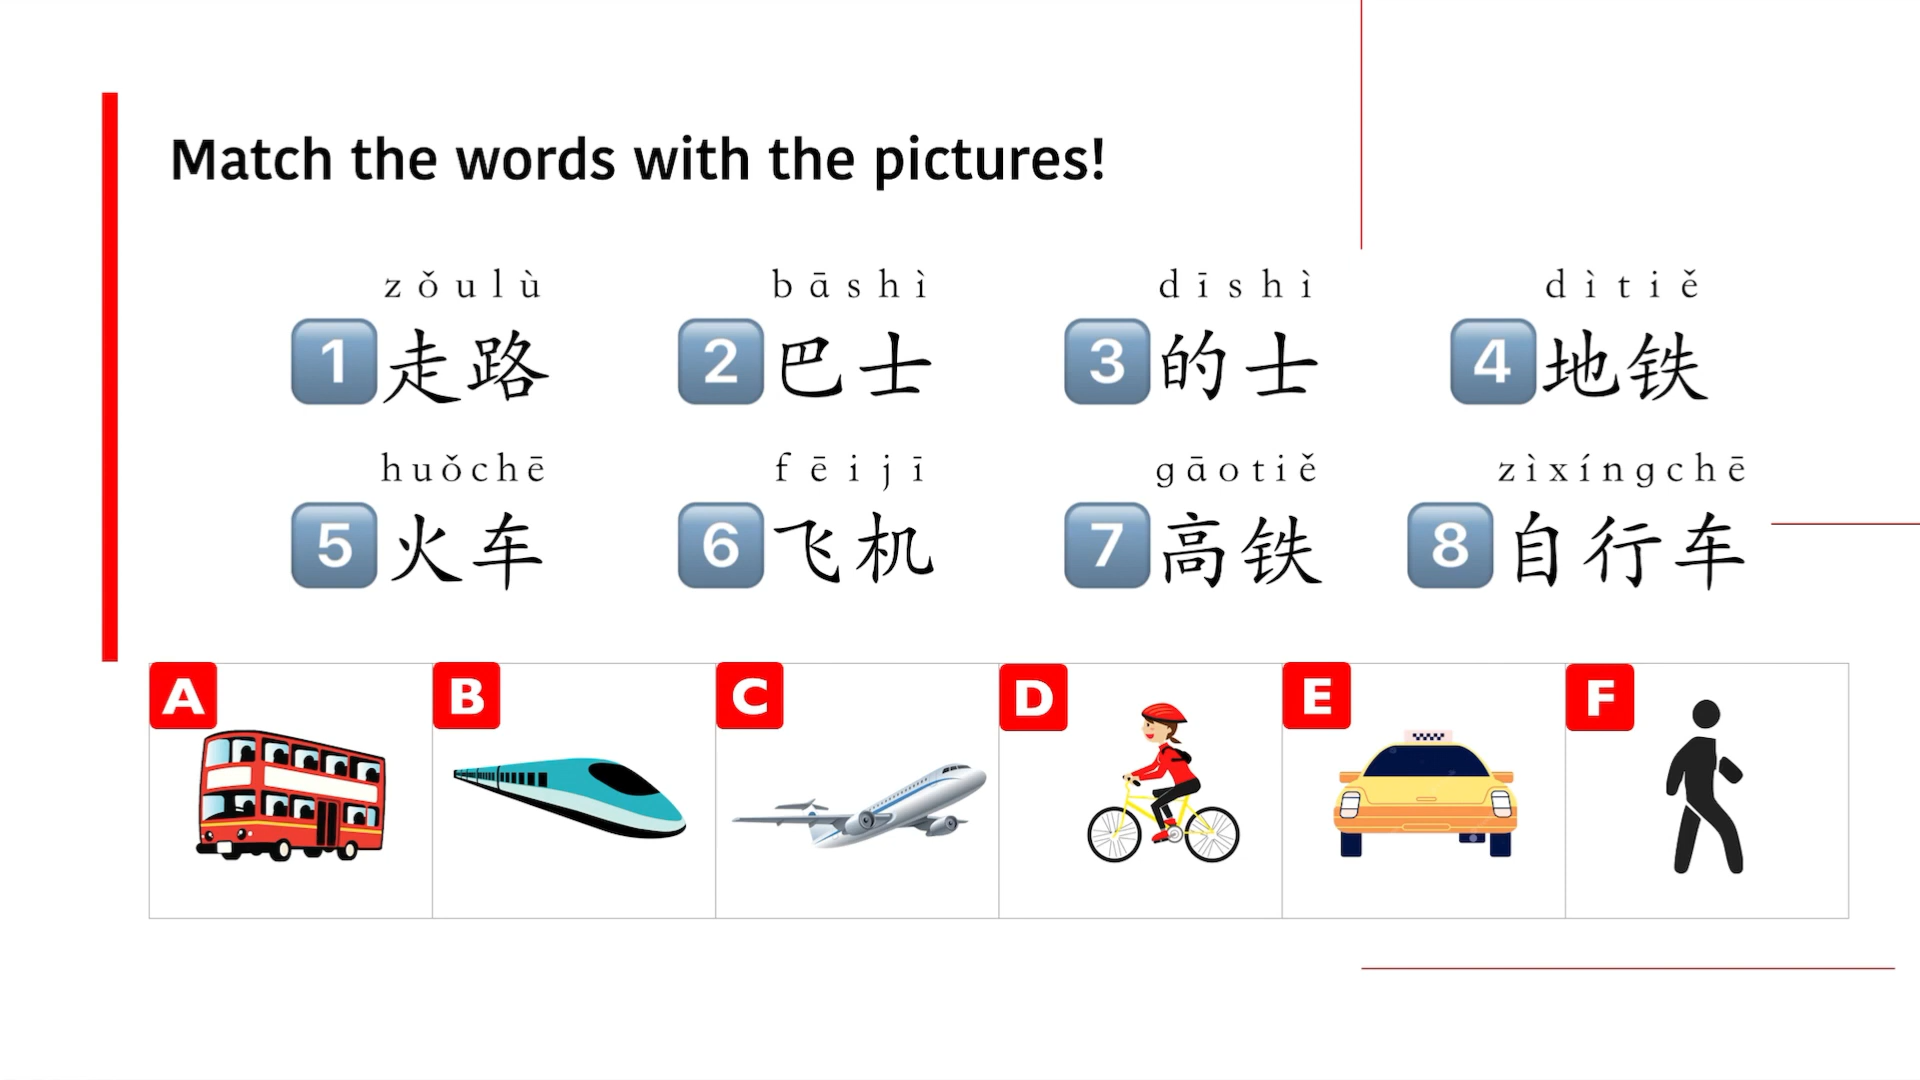 Match the words with the pictures!
zǒulù bāshì dīshì dìtiě
1 走路 2 巴士 3 的士 4 地铁
huǒchē fēijī gāotiě zìxíngchē
5 火车 6 飞机 7 高铁 8 自行车
A B C D E F